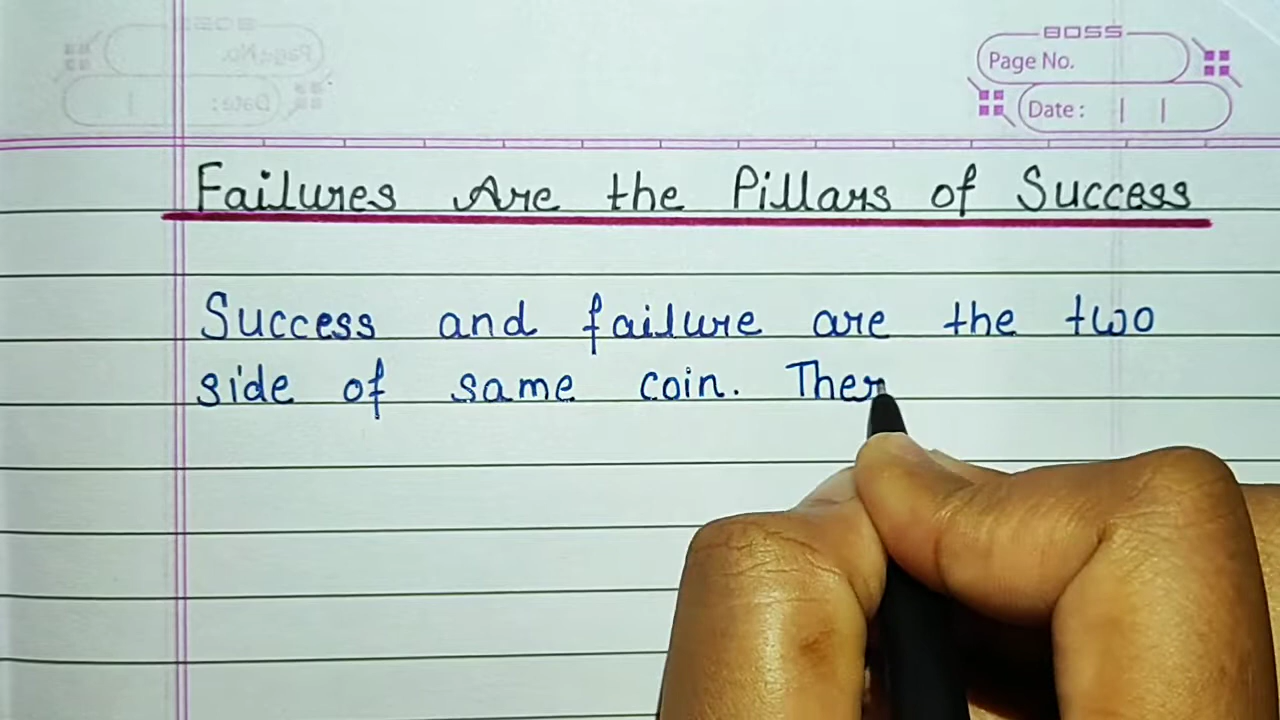 BOSS
Page No.
Date :
Failures Are the Pillars of Success
Success and failure are the two
side of same coin. Ther